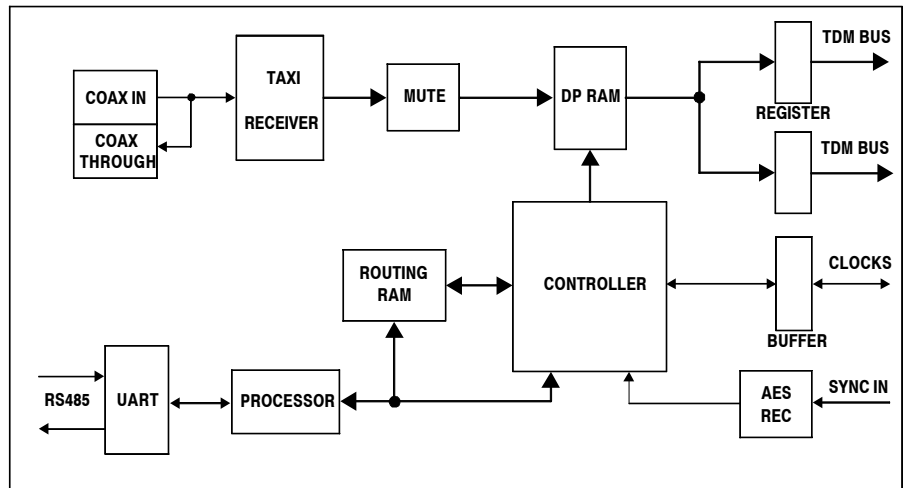 TDM BUS
TAXI
RECEIVER
COAX IN
MUTE
DP RAM
REGISTER
COAX
THROUGH
TDM BUS
ROUTING
RAM
CONTROLLER
CLOCKS
BUFFER
RS485
UART
PROCESSOR
AES
REC
SYNC IN